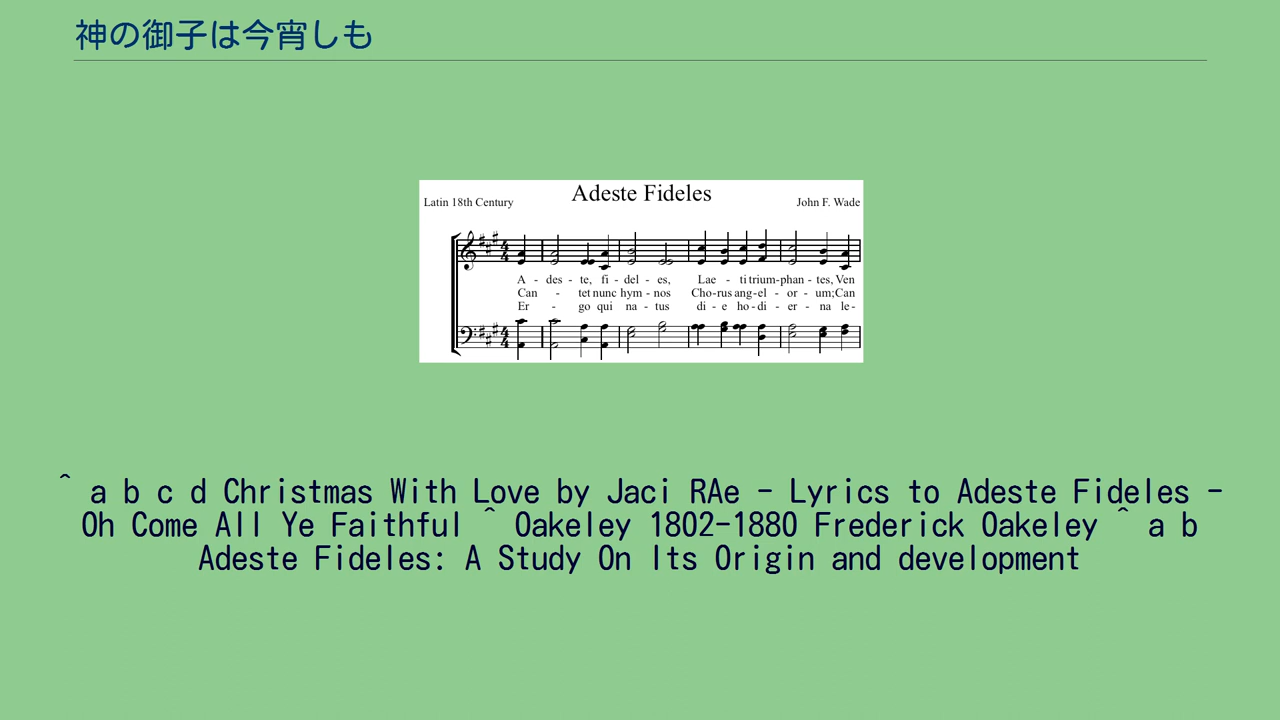 神の御子は今宵しも
Adeste Fideles
Latin 18th Century
John F. Wade
A - des - te, fi - del - es, Lae - ti trium-phan - tes, Ven
Can - tet nunc hym - nos Cho-rus ang-el - or - um;Can
Er - go qui na - tus di - e ho-di - er - na le-
^ a b c d Christmas With Love by Jaci RAe - Lyrics to Adeste Fideles -
Oh Come All Ye Faithful ^ Oakeley 1802-1880 Frederick Oakeley ^ a b
Adeste Fideles: A Study On Its Origin and development